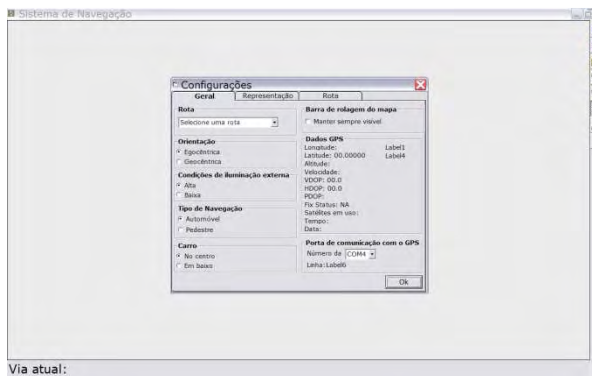 Sistema de Navegação
Configurações
Geral
Representação
Rota
Rota
Selecione uma rota
Orientação
Egocêntrica
Geocêntrica
Condições de iluminação externa
Alta
Baixa
Tipo de Navegação
Automóvel
Pedestre
Carro
No centro
Em baixo
Barra de rolagem do mapa
Manter sempre visível
Dados GPS
Longitude: Label1
Latitude: 00.00000 Label4
Altitude:
Velocidade:
VDOP: 00.0
HDOP: 00.0
PDOP:
Fix Status: NA
Satélites em uso:
Tempo:
Data:
Porta de comunicação com o GPS
Número da COM4
Label6
Ok
Via atual: